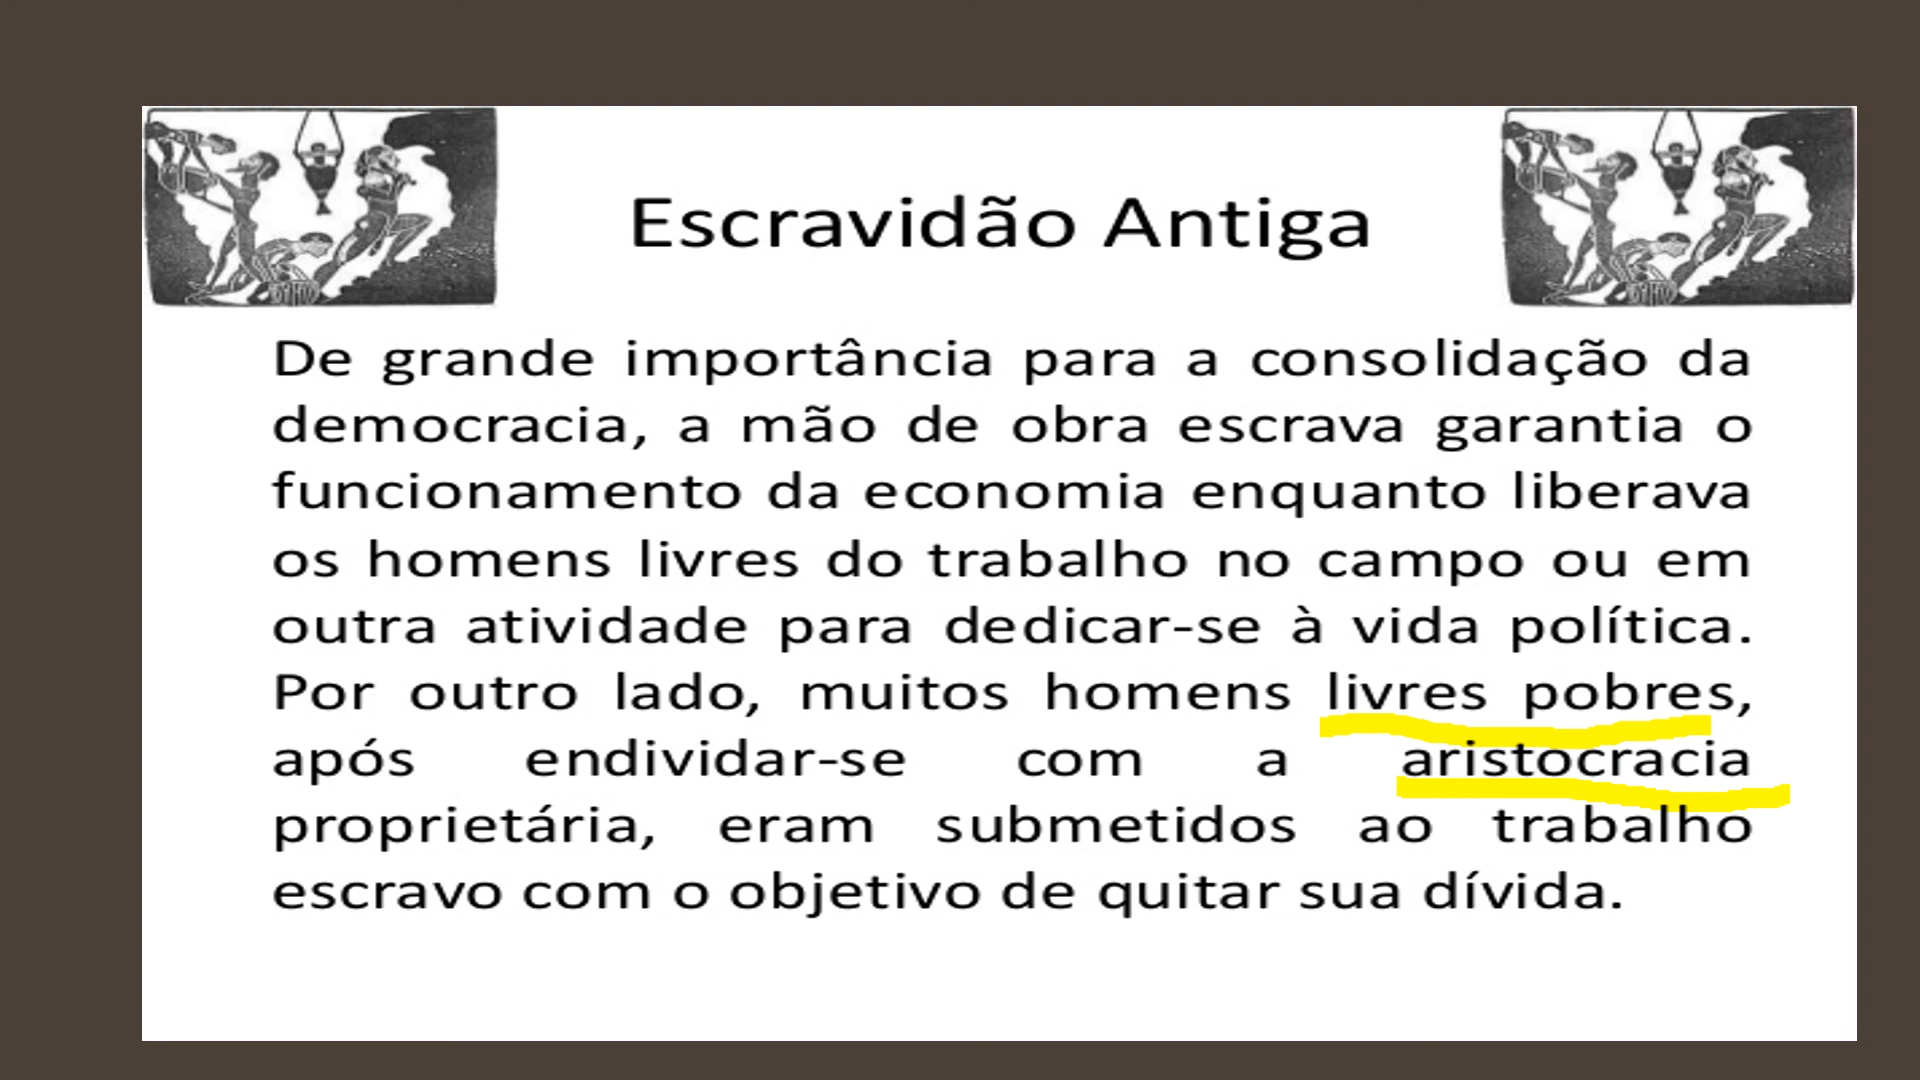 Escravidão Antiga
De grande importância para a consolidação da
democracia, a mão de obra escrava garantia o
funcionamento da economia enquanto liberava
os homens livres do trabalho no campo ou em
outra atividade para dedicar-se à vida política.
Por outro lado, muitos homens livres pobres,
após endividar-se com a aristocracia
proprietária, eram submetidos ao trabalho
escravo com o objetivo de quitar sua dívida.